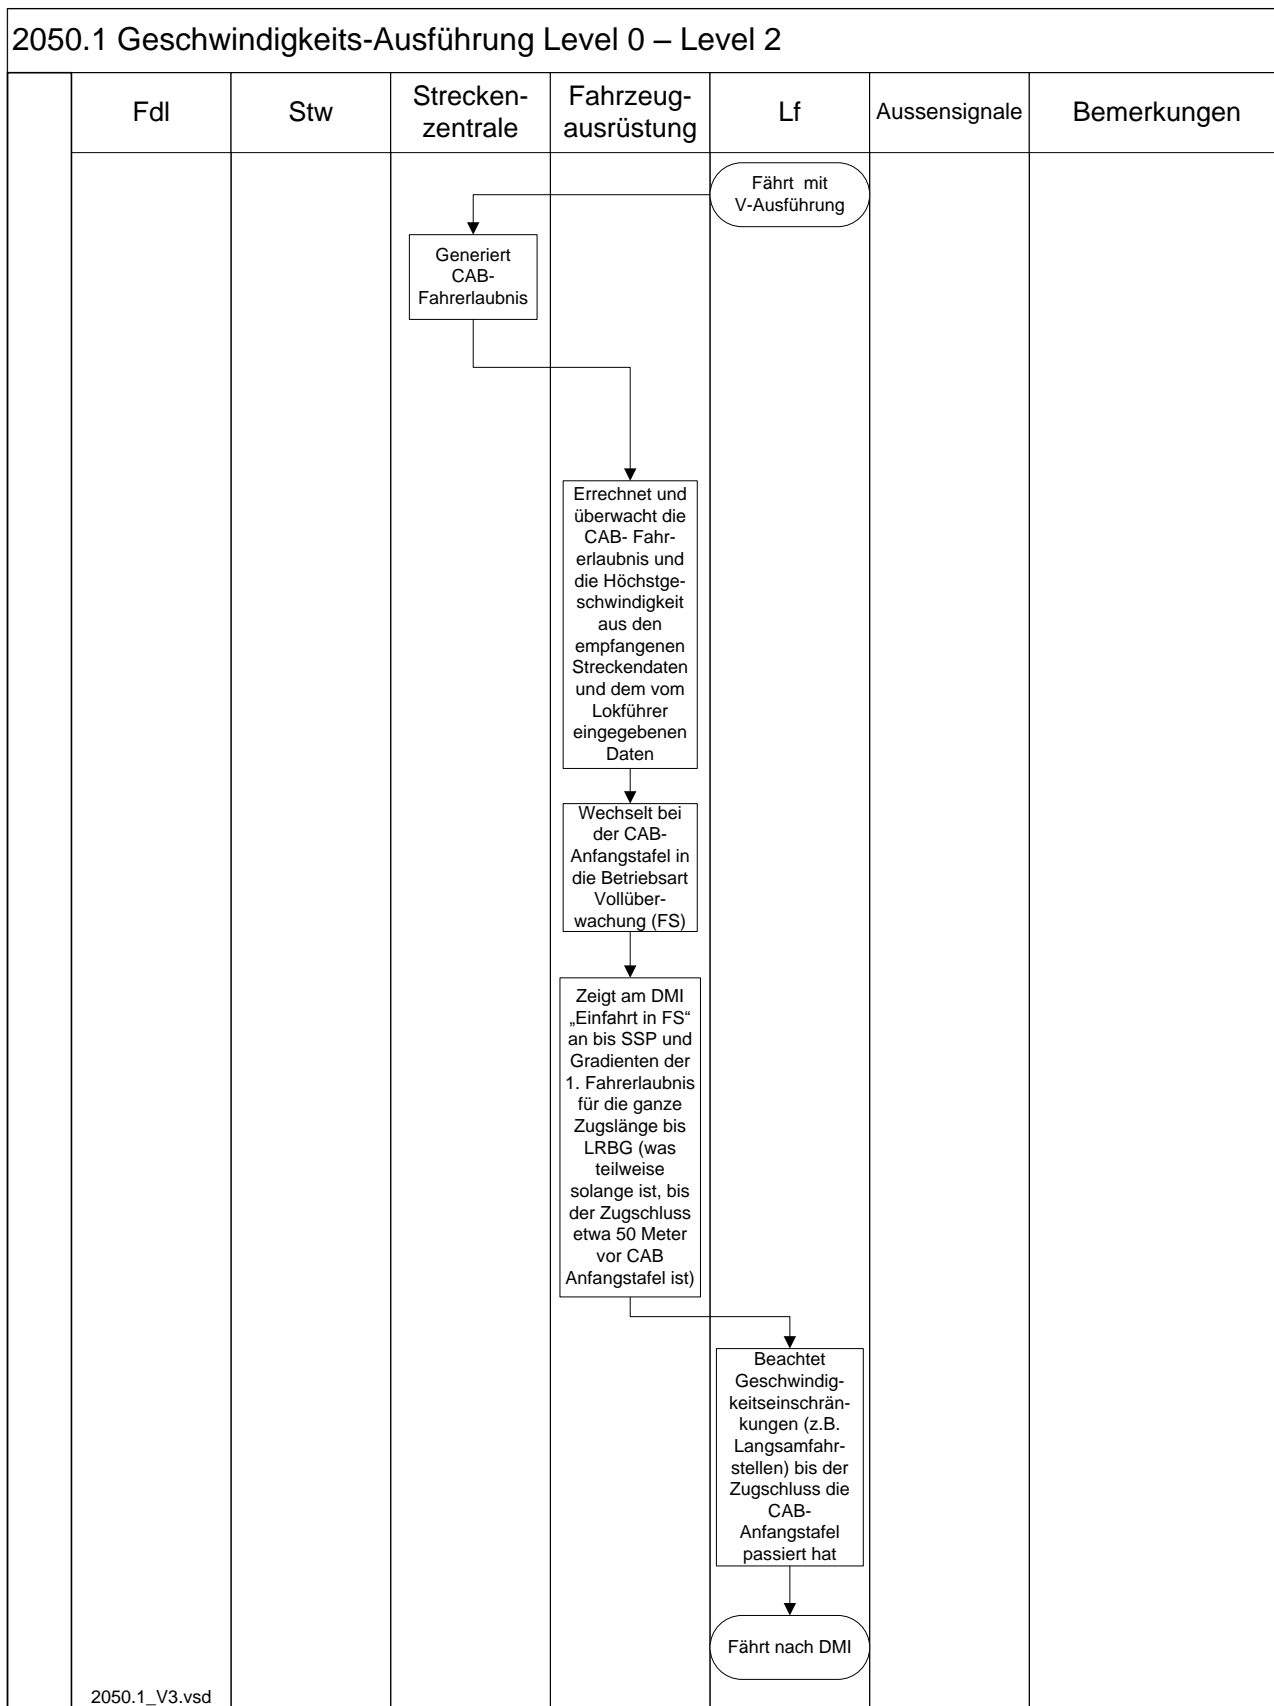 2050.1 Geschwindigkeits-Ausführung Level 0 – Level 2
Fdl
Stw
Strecken-
zentrale
Fahrzeug-
ausrüstung
Lf
Aussensignale
Bemerkungen
Fährt mit
V-Ausführung
Generiert
CAB-
Fahrerlaubnis
Errechnet und
überwacht die
CAB- Fahr-
erlaubnis und
die Höchstge-
schwindigkeit
aus den
empfangenen
Streckendaten
und dem vom
Lokführer
eingegebenen
Daten
Wechselt bei
der CAB-
Anfangstafel in
die Betriebsart
Vollüber-
wachung (FS)
Zeigt am DMI
„Einfahrt in FS“
an bis SSP und
Gradienten der
1. Fahrerlaubnis
für die ganze
Zugslänge bis
LRBG (was
teilweise
solange ist, bis
der Zugschluss
etwa 50 Meter
vor CAB
Anfangstafel ist)
Beachtet
Geschwindig-
keitseinschrän-
kungen (z.B.
Langsamfahr-
stellen) bis der
Zugschluss die
CAB-
Anfangstafel
passiert hat
Fährt nach DMI
2050.1_V3.vsd